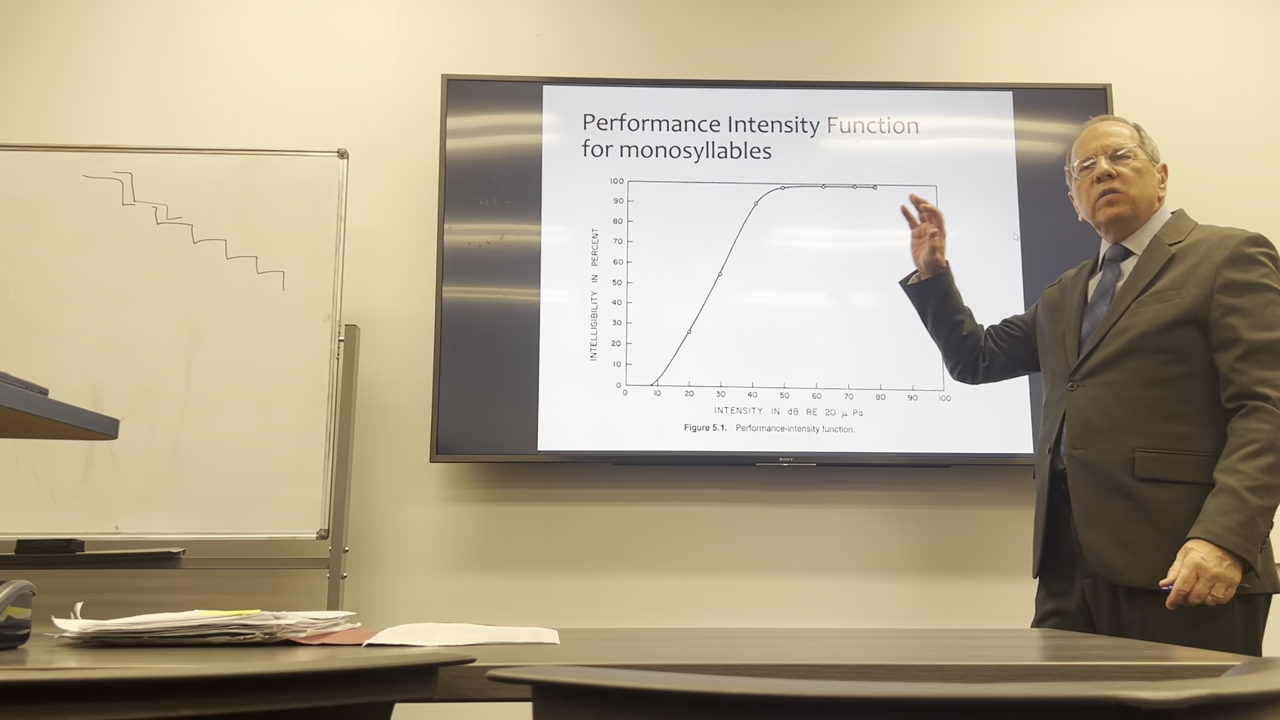 Performance Intensity Function
for monosyllables
100
90
80
70
60
50
40
30
20
10
0
INTELLIGIBILITY IN PERCENT
0 10 20 30 40 50 60 70 80 90 100
INTENSITY IN dB RE 20 μ Pa
Figure 5.1. Performance-intensity function.
SONY